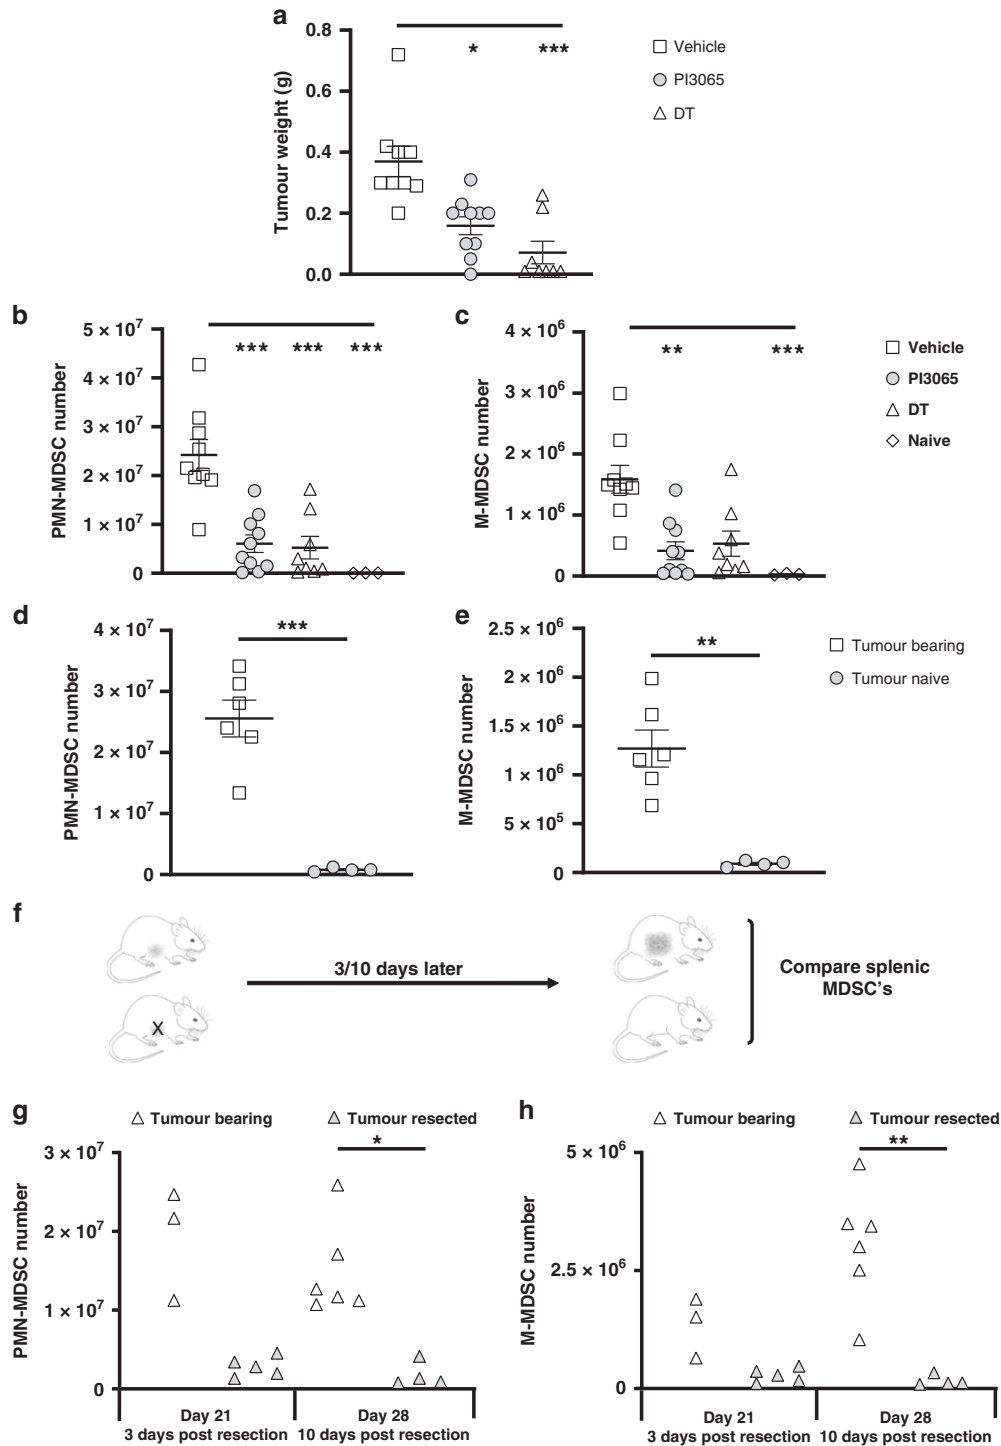 a
0.8
0.6
0.4
0.2
0.0
Tumour weight (g)
*
***
Vehicle
PI3065
DT
b
5 × 10⁷
4 × 10⁷
3 × 10⁷
2 × 10⁷
1 × 10⁷
0
PMN-MDSC number
*** *** ***
c
4 × 10⁶
3 × 10⁶
2 × 10⁶
1 × 10⁶
0
M-MDSC number
**
***
Vehicle
PI3065
DT
Naive
d
4 × 10⁷
3 × 10⁷
2 × 10⁷
1 × 10⁷
0
PMN-MDSC number
***
e
2.5 × 10⁶
2 × 10⁶
1.5 × 10⁶
1 × 10⁶
5 × 10⁵
0
M-MDSC number
**
Tumour bearing
Tumour naive
f
X
3/10 days later
Compare splenic
MDSC's
g
Tumour bearing
Tumour resected
3 × 10⁷
2 × 10⁷
1 × 10⁷
0
PMN-MDSC number
*
Day 21
3 days post resection
Day 28
10 days post resection
h
Tumour bearing
Tumour resected
5 × 10⁶
2.5 × 10⁶
0
M-MDSC number
**
Day 21
3 days post resection
Day 28
10 days post resection